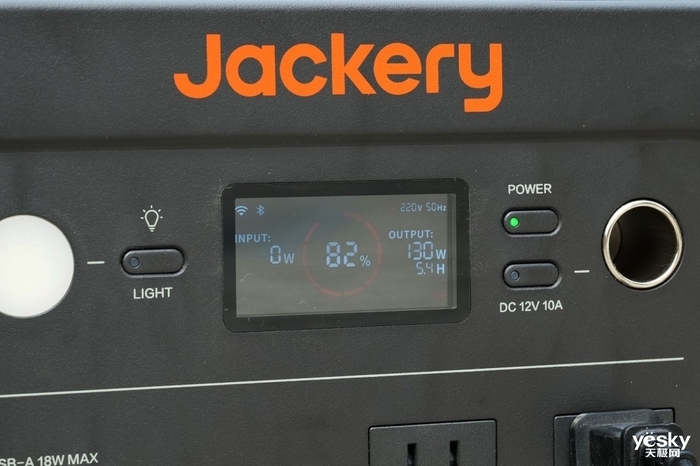 Jackery
POWER
220V 50Hz
INPUT:
0W
82%
OUTPUT:
130W
5.4H
LIGHT
DC 12V 10A
SB-A 18W MAX
yësky
天极网